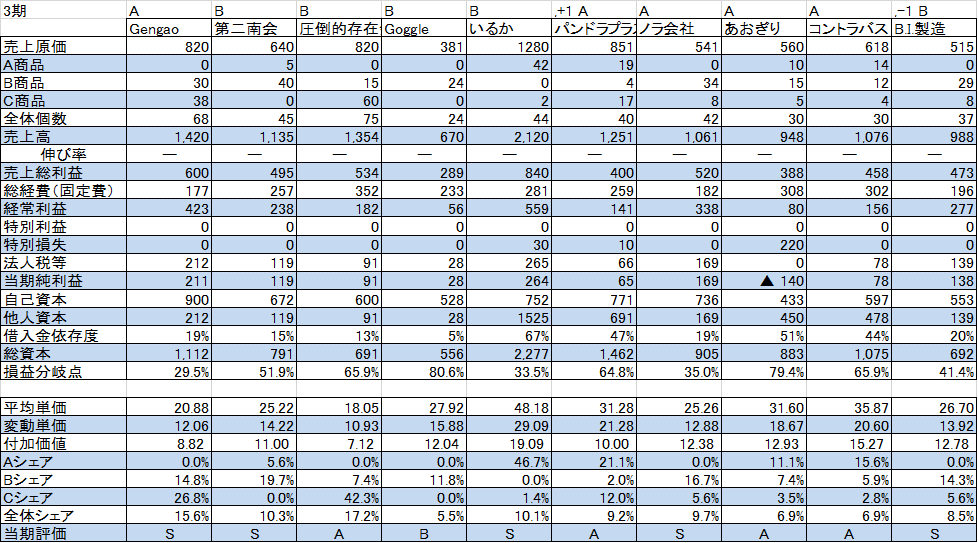 3期 A B B B B ,+1 A A A A ,−1 B
Gengao 第二南会 圧倒的存在 Goggle いるか パンドラプラ ノラ会社 あおぎり コントラバス B.I.製造
売上原価 820 640 820 381 1280 851 541 560 618 515
A商品 0 5 0 0 42 19 0 10 14 0
B商品 30 40 15 24 0 4 34 15 12 29
C商品 38 0 60 0 2 17 8 5 4 8
全体個数 68 45 75 24 44 40 42 30 30 37
売上高 1,420 1,135 1,354 670 2,120 1,251 1,061 948 1,076 988
伸び率 — — — — — — — — — —
売上総利益 600 495 534 289 840 400 520 388 458 473
総経費（固定費） 177 257 352 233 281 259 182 308 302 196
経常利益 423 238 182 56 559 141 338 80 156 277
特別利益 0 0 0 0 0 0 0 0 0 0
特別損失 0 0 0 0 30 10 0 220 0 0
法人税等 212 119 91 28 265 66 169 0 78 139
当期純利益 211 119 91 28 264 65 169 ▲ 140 78 138
自己資本 900 672 600 528 752 771 736 433 597 553
他人資本 212 119 91 28 1525 691 169 450 478 139
借入金依存度 19% 15% 13% 5% 67% 47% 19% 51% 44% 20%
総資本 1,112 791 691 556 2,277 1,462 905 883 1,075 692
損益分岐点 29.5% 51.9% 65.9% 80.6% 33.5% 64.8% 35.0% 79.4% 65.9% 41.4%
平均単価 20.88 25.22 18.05 27.92 48.18 31.28 25.26 31.60 35.87 26.70
変動単価 12.06 14.22 10.93 15.88 29.09 21.28 12.88 18.67 20.60 13.92
付加価値 8.82 11.00 7.12 12.04 19.09 10.00 12.38 12.93 15.27 12.78
Aシェア 0.0% 5.6% 0.0% 0.0% 46.7% 21.1% 0.0% 11.1% 15.6% 0.0%
Bシェア 14.8% 19.7% 7.4% 11.8% 0.0% 2.0% 16.7% 7.4% 5.9% 14.3%
Cシェア 26.8% 0.0% 42.3% 0.0% 1.4% 12.0% 5.6% 3.5% 2.8% 5.6%
全体シェア 15.6% 10.3% 17.2% 5.5% 10.1% 9.2% 9.7% 6.9% 6.9% 8.5%
当期評価 S S A B S A S A A S